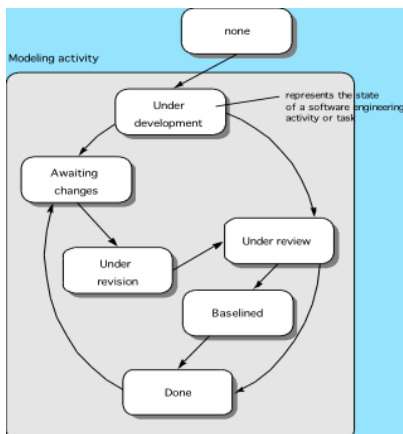 none
Modeling activity
Under
development
represents the state
of a software engineering
activity or task
Awaiting
changes
Under review
Under
revision
Baselined
Done